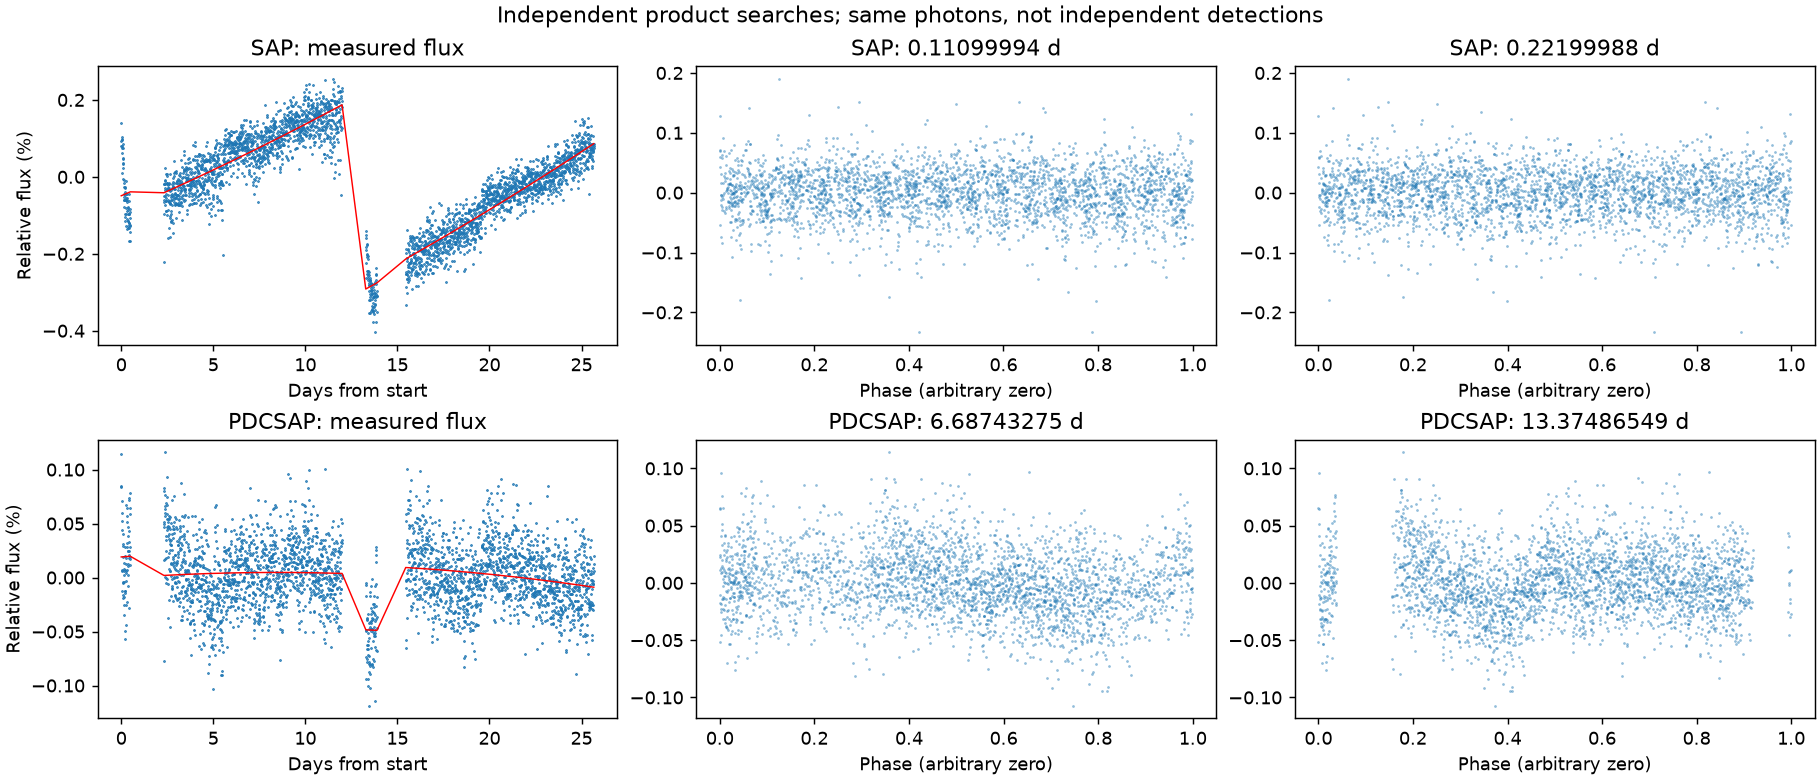 Independent product searches; same photons, not independent detections
SAP: measured flux
SAP: 0.11099994 d
SAP: 0.22199988 d
Relative flux (%)
0.2
0.0
−0.2
−0.4
0 5 10 15 20 25
Days from start
0.2
0.1
0.0
−0.1
−0.2
0.0 0.2 0.4 0.6 0.8 1.0
Phase (arbitrary zero)
0.2
0.1
0.0
−0.1
−0.2
0.0 0.2 0.4 0.6 0.8 1.0
Phase (arbitrary zero)
PDCSAP: measured flux
PDCSAP: 6.68743275 d
PDCSAP: 13.37486549 d
Relative flux (%)
0.10
0.05
0.00
−0.05
−0.10
0 5 10 15 20 25
Days from start
0.10
0.05
0.00
−0.05
−0.10
0.0 0.2 0.4 0.6 0.8 1.0
Phase (arbitrary zero)
0.10
0.05
0.00
−0.05
−0.10
0.0 0.2 0.4 0.6 0.8 1.0
Phase (arbitrary zero)